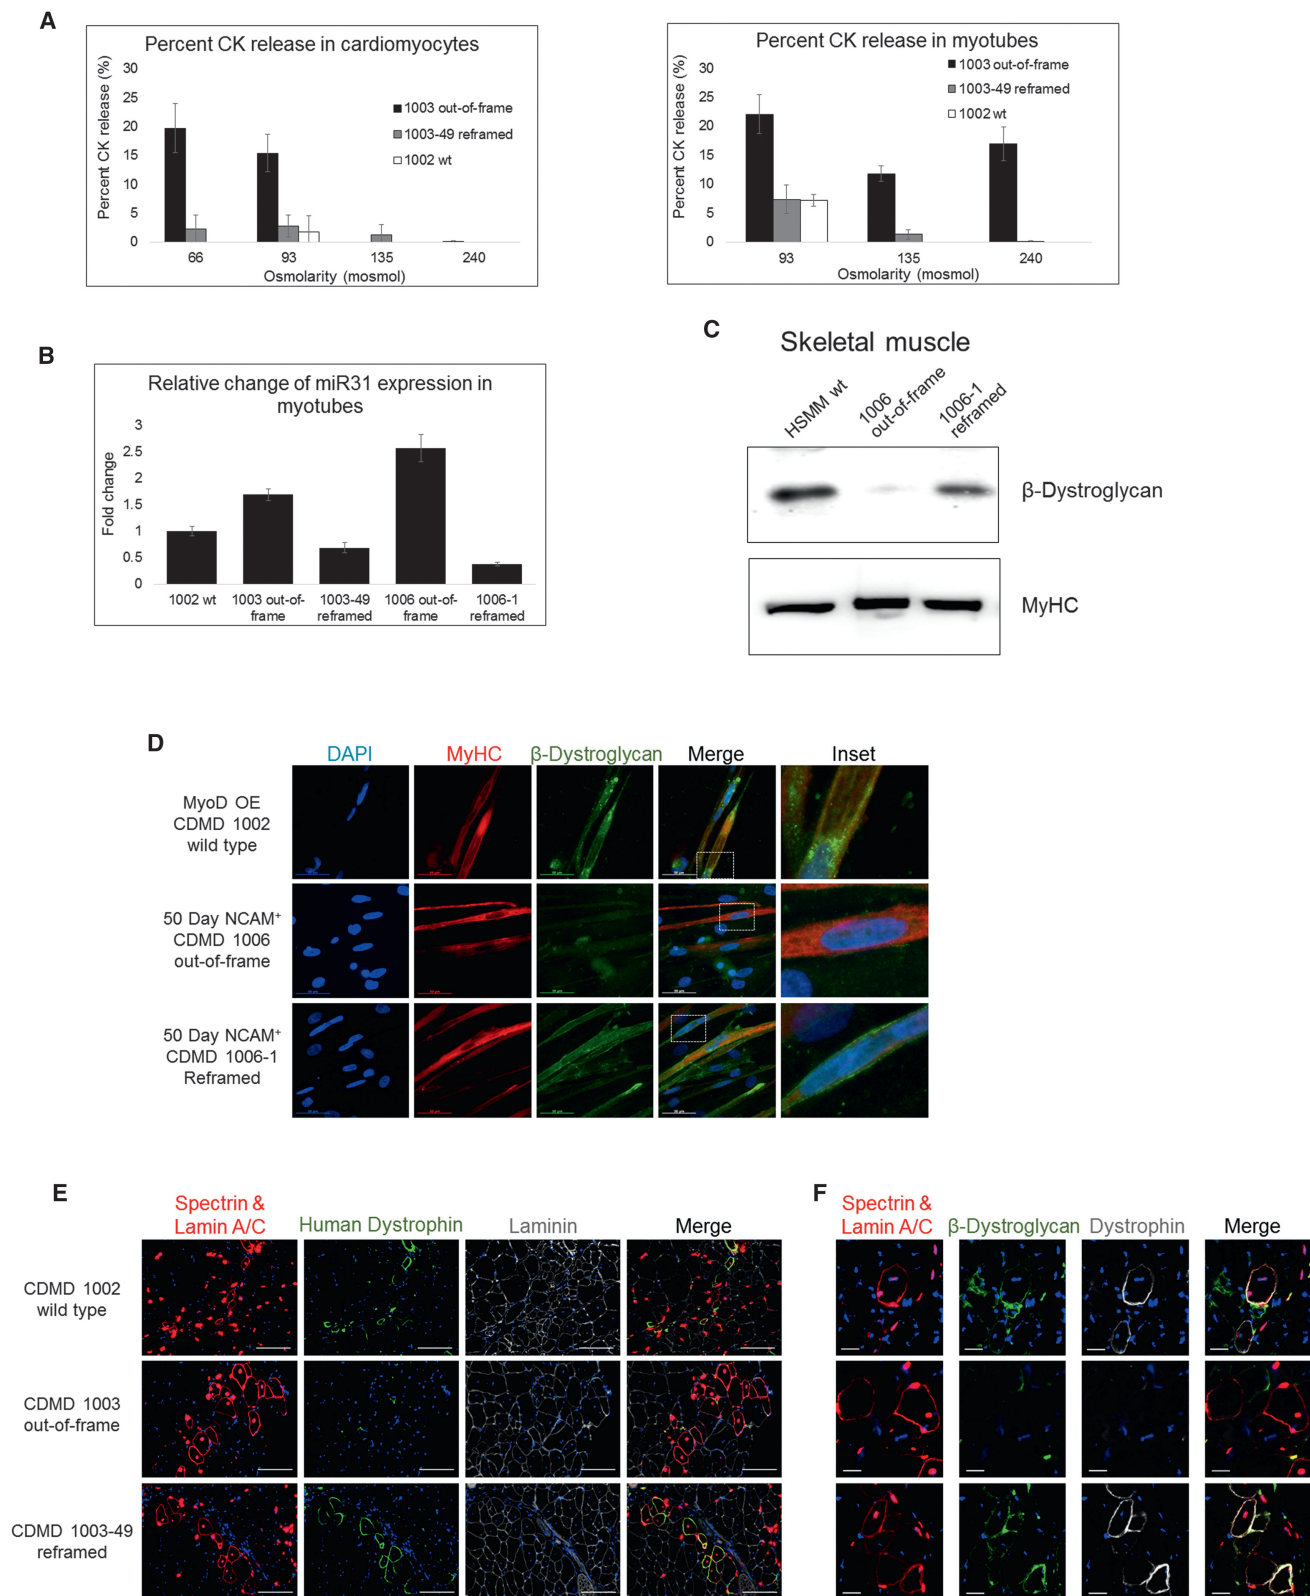 A
Percent CK release in cardiomyocytes
Percent CK release (%)
30
25
20
15
10
5
0
1003 out-of-frame
1003-49 reframed
1002 wt
66
93
135
240
Osmolarity (mosmol)
Percent CK release in myotubes
Percent CK release (%)
30
25
20
15
10
5
0
1003 out-of-frame
1003-49 reframed
1002 wt
93
135
240
Osmolarity (mosmol)
B
Relative change of miR31 expression in
myotubes
Fold change
3
2.5
2
1.5
1
0.5
0
1002 wt
1003 out-of-
frame
1003-49
reframed
1006 out-of-
frame
1006-1
reframed
C
Skeletal muscle
HSMM wt
1006
out-of-frame
1006-1
reframed
β-Dystroglycan
MyHC
D
DAPI
MyHC
β-Dystroglycan
Merge
Inset
MyoD OE
CDMD 1002
wild type
50 Day NCAM⁺
CDMD 1006
out-of-frame
50 Day NCAM⁺
CDMD 1006-1
Reframed
E
Spectrin &
Lamin A/C
Human Dystrophin
Laminin
Merge
CDMD 1002
wild type
CDMD 1003
out-of-frame
CDMD 1003-49
reframed
F
Spectrin &
Lamin A/C
β-Dystroglycan
Dystrophin
Merge